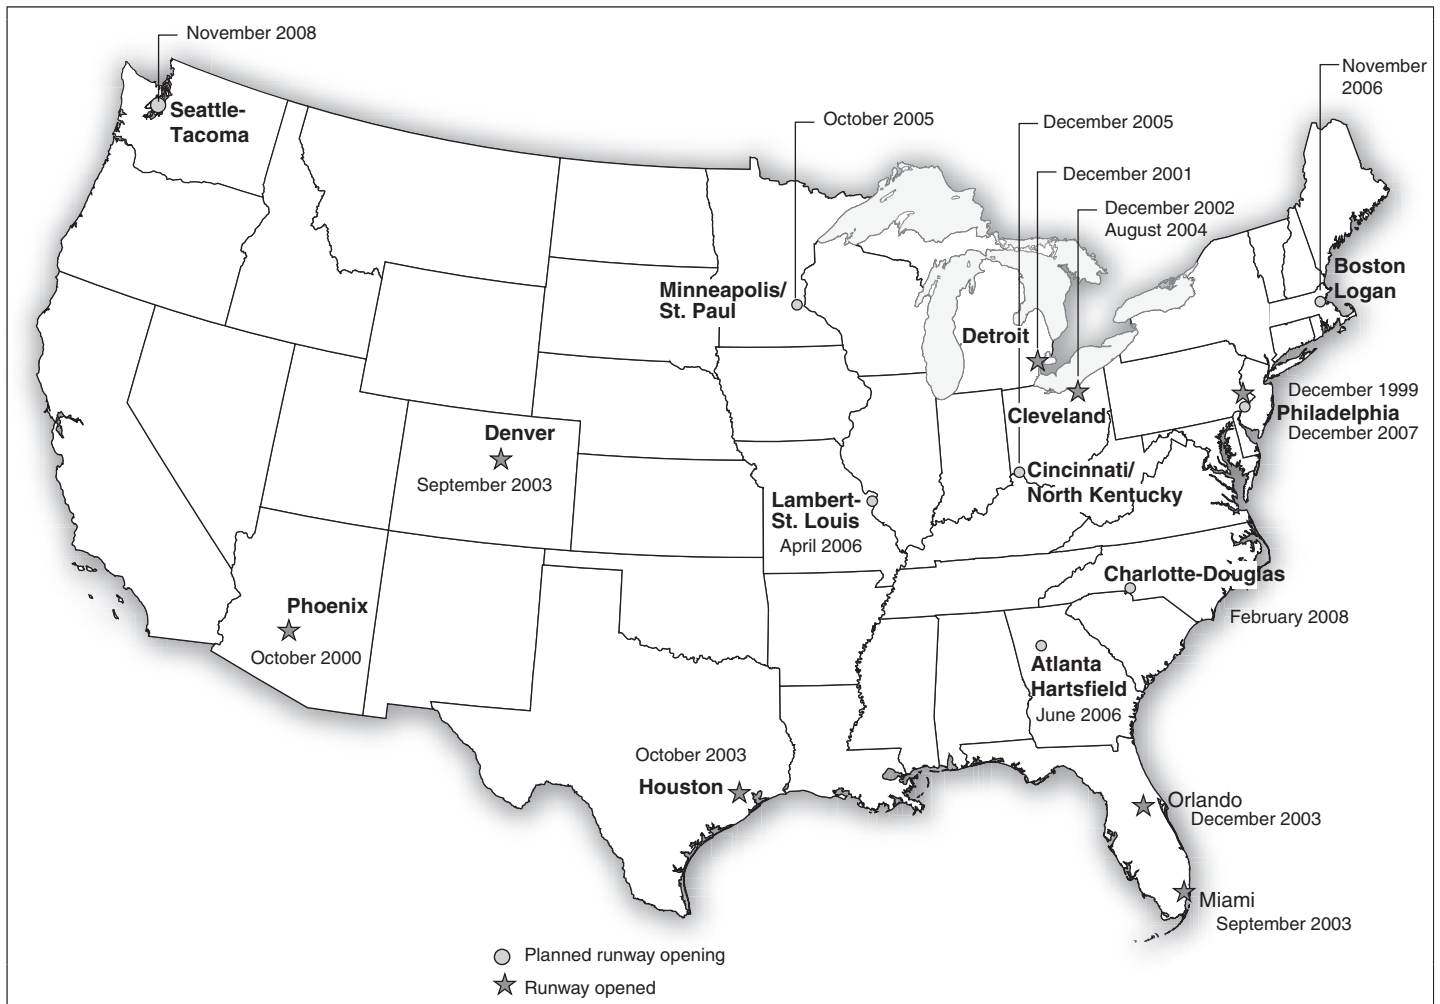 November 2008
Seattle-
Tacoma
October 2005
December 2005
December 2001
December 2002
August 2004
November
2006
Boston
Logan
Minneapolis/
St. Paul
Detroit
Cleveland
December 1999
Philadelphia
December 2007
Denver
September 2003
Cincinnati/
North Kentucky
Lambert-
St. Louis
April 2006
Charlotte-Douglas
February 2008
Phoenix
October 2000
Atlanta
Hartsfield
June 2006
October 2003
Houston
Orlando
December 2003
Miami
September 2003
Planned runway opening
Runway opened